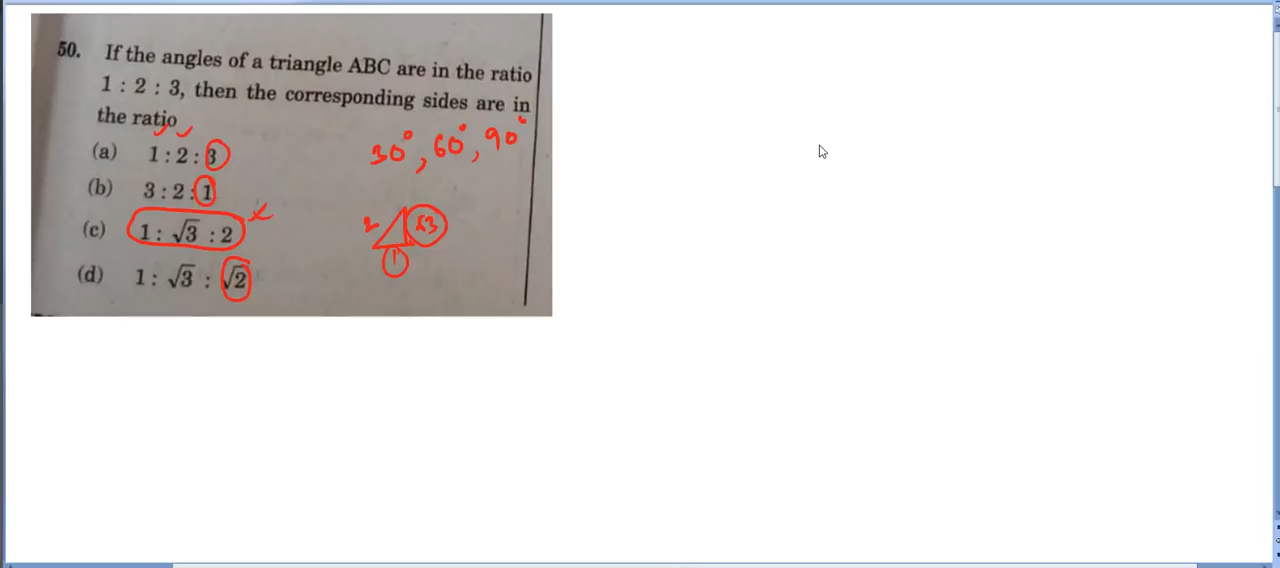 50. If the angles of a triangle ABC are in the ratio
1 : 2 : 3, then the corresponding sides are in
the ratio
(a) 1 : 2 : 3
30°, 60°, 90°
(b) 3 : 2 : 1
(c) 1 : √3 : 2
2 √3
1
(d) 1 : √3 : √2